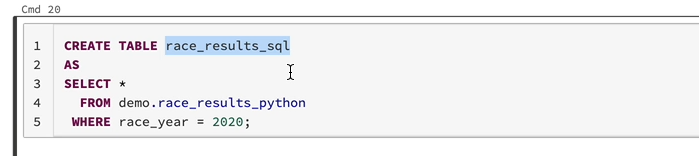 Cmd 20
1 CREATE TABLE race_results_sql
2 AS
3 SELECT *
4 FROM demo.race_results_python
5 WHERE race_year = 2020;